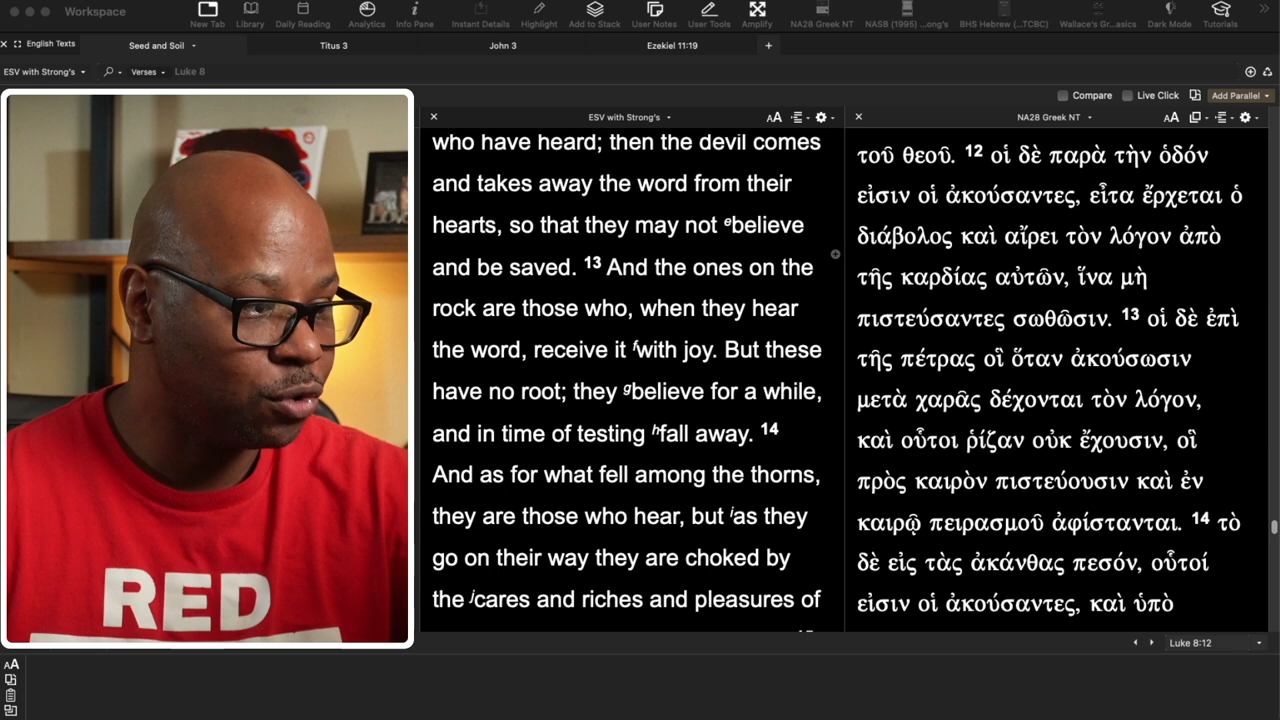 Workspace
New Tab
Library
Daily Reading
Analytics
Info Pane
Instant Details
Highlight
Add to Stack
User Notes
User Tools
Amplify
NA28 Greek NT
NASB (1995) ...ong's)
BHS Hebrew (...TCBC)
Wallace's Gr...asics
Dark Mode
Tutorials
English Texts
Seed and Soil
Titus 3
John 3
Ezekiel 11:19
ESV with Strong's
Verses
Luke 8
Compare
Live Click
Add Parallel
ESV with Strong's
who have heard; then the devil comes
and takes away the word from their
hearts, so that they may not ᵉbelieve
and be saved. 13 And the ones on the
rock are those who, when they hear
the word, receive it ᶠwith joy. But these
have no root; they ᵍbelieve for a while,
and in time of testing ʰfall away. 14
And as for what fell among the thorns,
they are those who hear, but ⁱas they
go on their way they are choked by
the ʲcares and riches and pleasures of
NA28 Greek NT
τοῦ θεοῦ. 12 οἱ δὲ παρὰ τὴν ὁδόν
εἰσιν οἱ ἀκούσαντες, εἶτα ἔρχεται ὁ
διάβολος καὶ αἴρει τὸν λόγον ἀπὸ
τῆς καρδίας αὐτῶν, ἵνα μὴ
πιστεύσαντες σωθῶσιν. 13 οἱ δὲ ἐπὶ
τῆς πέτρας οἳ ὅταν ἀκούσωσιν
μετὰ χαρᾶς δέχονται τὸν λόγον,
καὶ οὗτοι ῥίζαν οὐκ ἔχουσιν, οἳ
πρὸς καιρὸν πιστεύουσιν καὶ ἐν
καιρῷ πειρασμοῦ ἀφίστανται. 14 τὸ
δὲ εἰς τὰς ἀκάνθας πεσόν, οὗτοί
εἰσιν οἱ ἀκούσαντες, καὶ ὑπὸ
Luke 8:12
RED